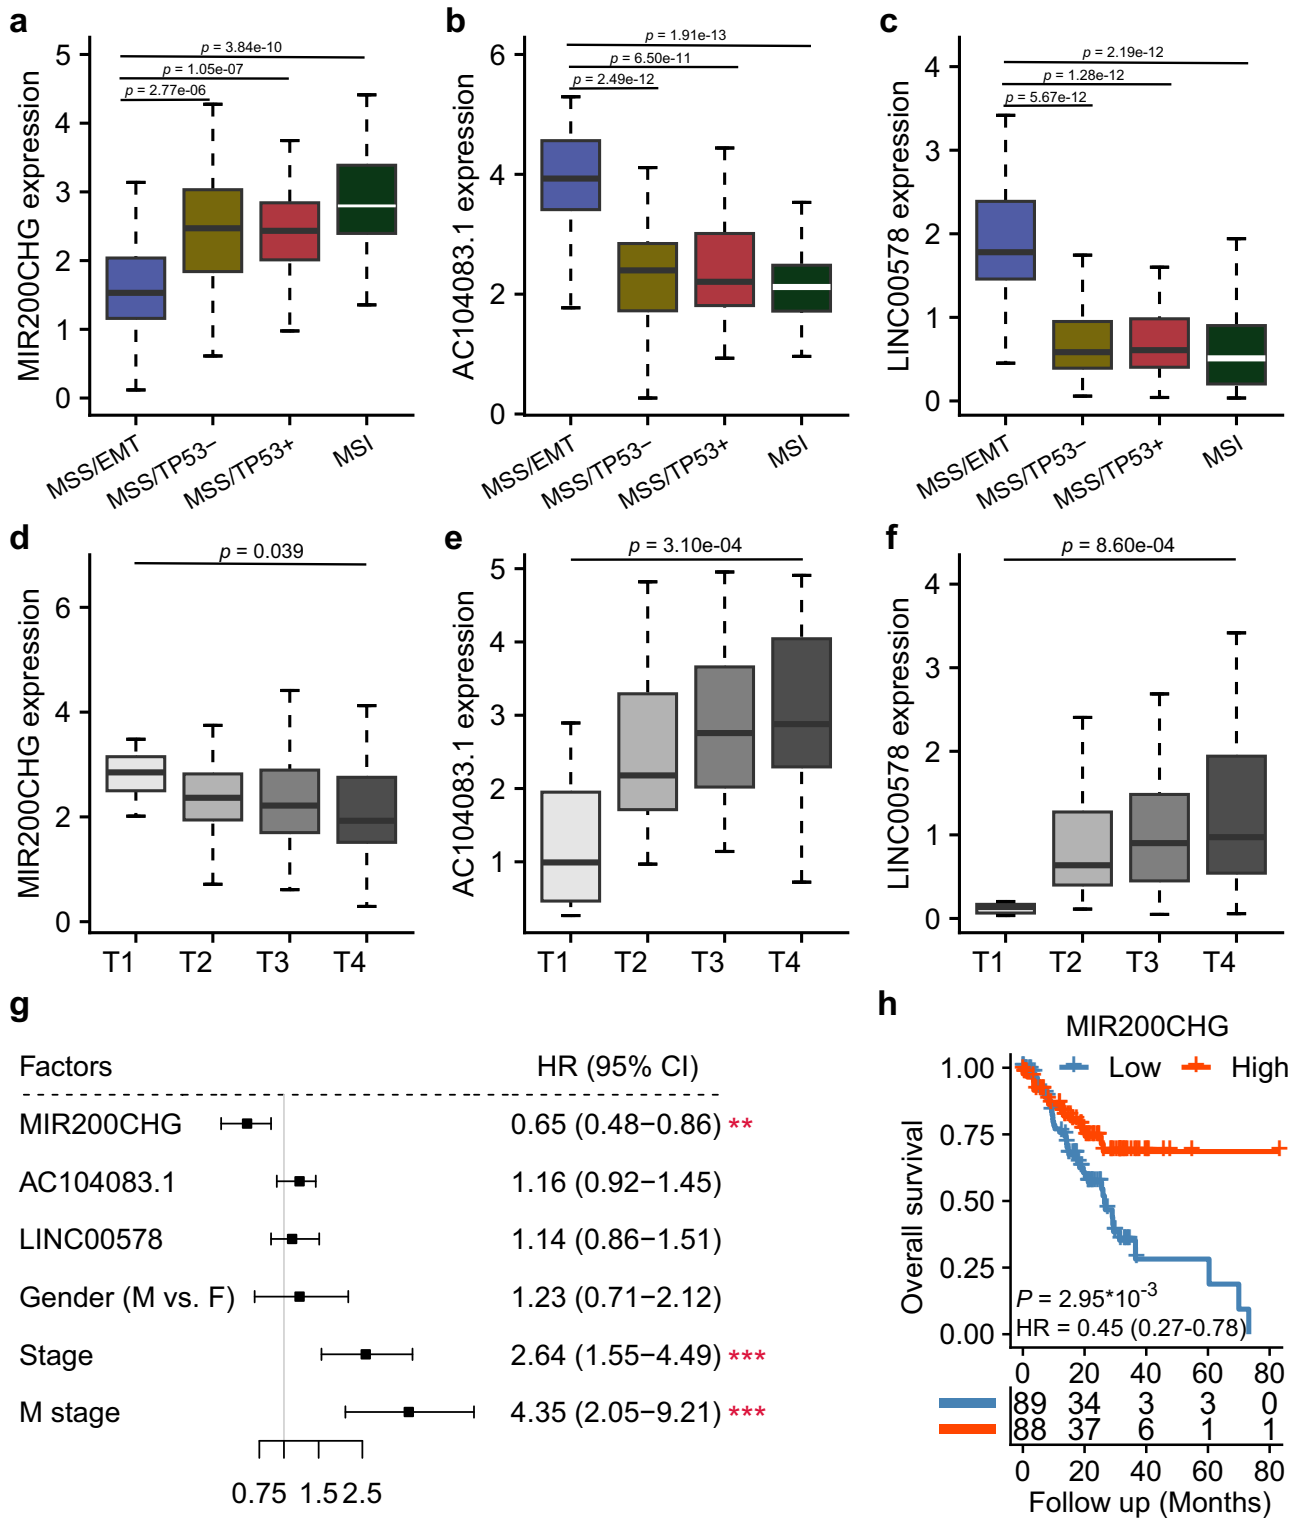 a
MIR200CHG expression
5
4
3
2
1
0
p = 3.84e-10
p = 1.05e-07
p = 2.77e-06
MSS/EMT
MSS/TP53−
MSS/TP53+
MSI
b
AC104083.1 expression
6
4
2
0
p = 1.91e-13
p = 6.50e-11
p = 2.49e-12
MSS/EMT
MSS/TP53−
MSS/TP53+
MSI
c
LINC00578 expression
4
3
2
1
0
p = 2.19e-12
p = 1.28e-12
p = 5.67e-12
MSS/EMT
MSS/TP53−
MSS/TP53+
MSI
d
MIR200CHG expression
6
4
2
0
p = 0.039
T1 T2 T3 T4
e
AC104083.1 expression
5
4
3
2
1
p = 3.10e-04
T1 T2 T3 T4
f
LINC00578 expression
4
3
2
1
0
p = 8.60e-04
T1 T2 T3 T4
g
Factors HR (95% CI)
MIR200CHG 0.65 (0.48−0.86) **
AC104083.1 1.16 (0.92−1.45)
LINC00578 1.14 (0.86−1.51)
Gender (M vs. F) 1.23 (0.71−2.12)
Stage 2.64 (1.55−4.49) ***
M stage 4.35 (2.05−9.21) ***
0.75 1.5 2.5
h
MIR200CHG
Low High
Overall survival
1.00
0.75
0.50
0.25
0.00
P = 2.95*10-3
HR = 0.45 (0.27-0.78)
0 20 40 60 80
89 34 3 3 0
88 37 6 1 1
0 20 40 60 80
Follow up (Months)